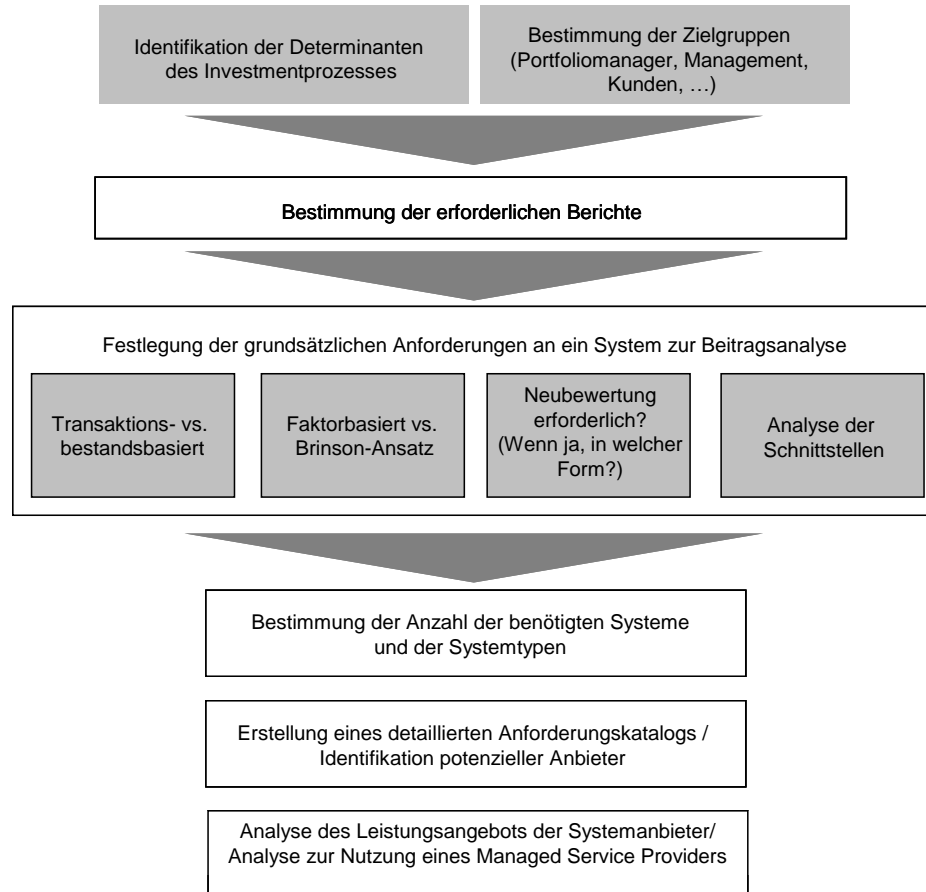 Identifikation der Determinanten
des Investmentprozesses
Bestimmung der Zielgruppen
(Portfoliomanager, Management,
Kunden, …)
Bestimmung der erforderlichen Berichte
Festlegung der grundsätzlichen Anforderungen an ein System zur Beitragsanalyse
Transaktions- vs.
bestandsbasiert
Faktorbasiert vs.
Brinson-Ansatz
Neubewertung
erforderlich?
(Wenn ja, in welcher
Form?)
Analyse der
Schnittstellen
Bestimmung der Anzahl der benötigten Systeme
und der Systemtypen
Erstellung eines detaillierten Anforderungskatalogs /
Identifikation potenzieller Anbieter
Analyse des Leistungsangebots der Systemanbieter/
Analyse zur Nutzung eines Managed Service Providers